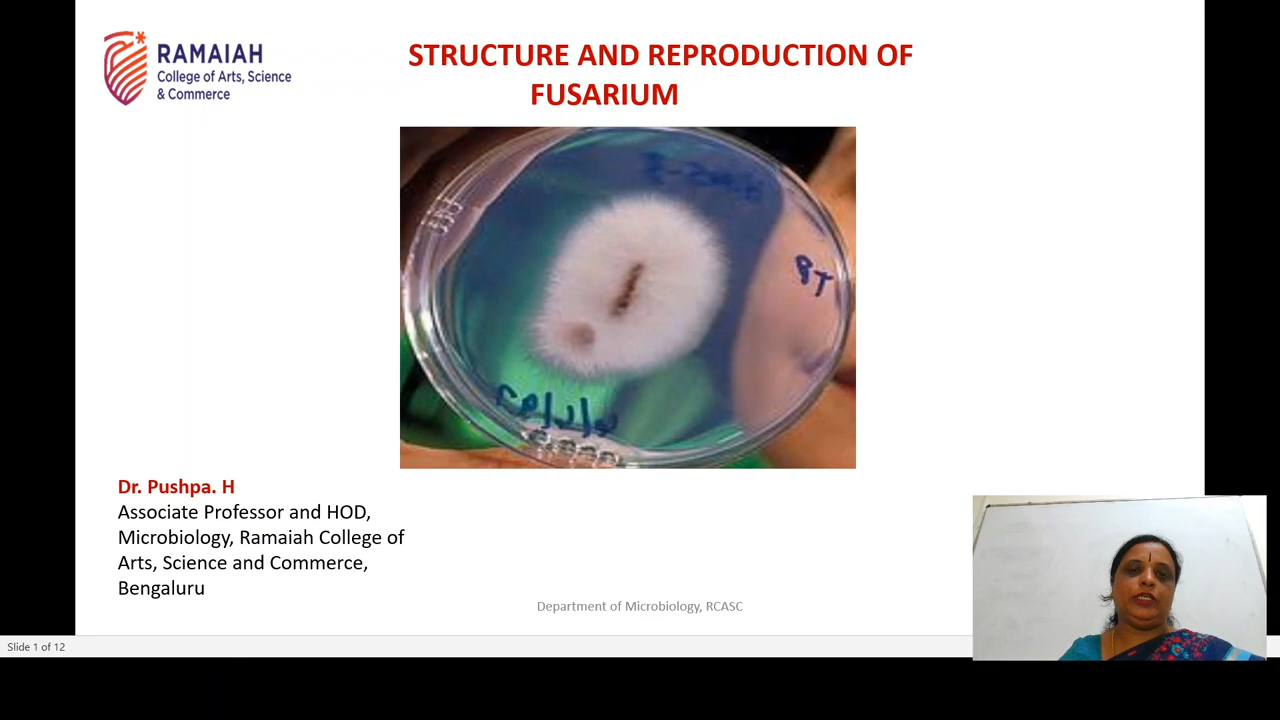 RAMAIAH
College of Arts, Science
& Commerce
STRUCTURE AND REPRODUCTION OF
FUSARIUM
Dr. Pushpa. H
Associate Professor and HOD,
Microbiology, Ramaiah College of
Arts, Science and Commerce,
Bengaluru
Department of Microbiology, RCASC
Slide 1 of 12